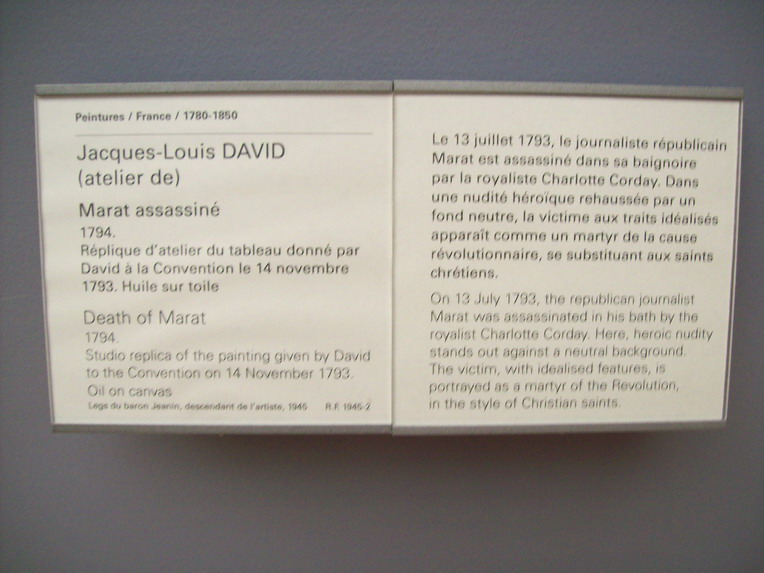 Peintures / France / 1780-1850
Jacques-Louis DAVID
(atelier de)
Marat assassiné
1794.
Réplique d'atelier du tableau donné par
David à la Convention le 14 novembre
1793. Huile sur toile
Death of Marat
1794.
Studio replica of the painting given by David
to the Convention on 14 November 1793.
Oil on canvas
Legs du baron Jeanin, descendant de l'artiste, 1945 R.F. 1945-2
Le 13 juillet 1793, le journaliste républicain
Marat est assassiné dans sa baignoire
par la royaliste Charlotte Corday. Dans
une nudité héroïque rehaussée par un
fond neutre, la victime aux traits idéalisés
apparaît comme un martyr de la cause
révolutionnaire, se substituant aux saints
chrétiens.
On 13 July 1793, the republican journalist
Marat was assassinated in his bath by the
royalist Charlotte Corday. Here, heroic nudity
stands out against a neutral background.
The victim, with idealised features, is
portrayed as a martyr of the Revolution,
in the style of Christian saints.